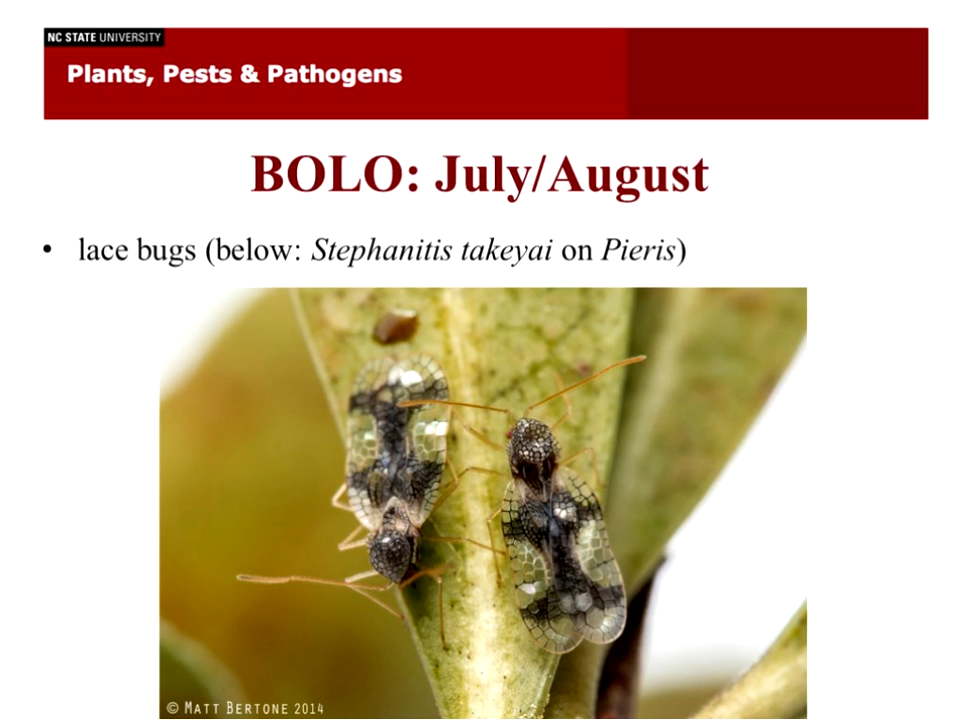 NC STATE UNIVERSITY
Plants, Pests & Pathogens
BOLO: July/August
• lace bugs (below: Stephanitis takeyai on Pieris)
© MATT BERTONE 2014